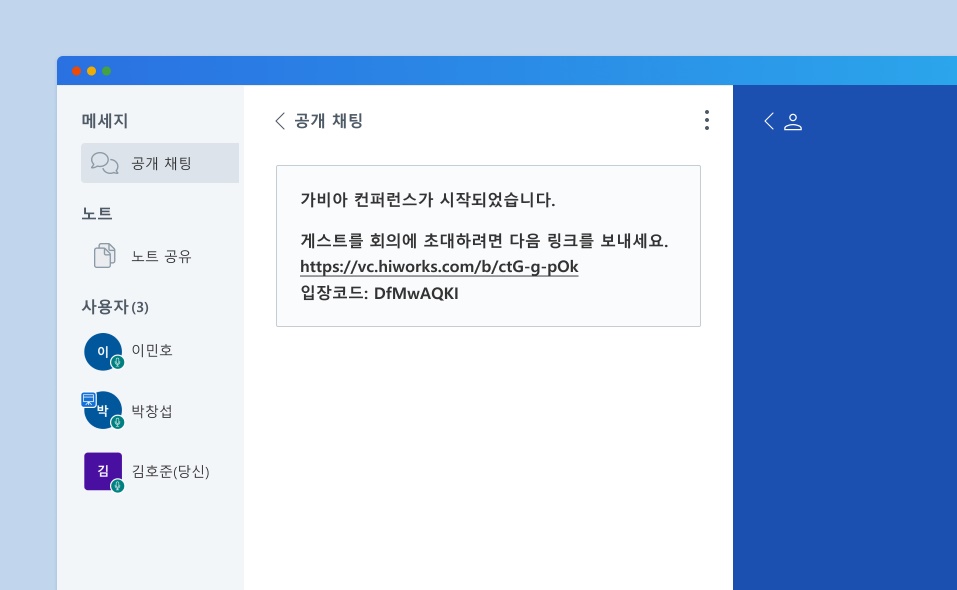 메세지
공개 채팅
노트
노트 공유
사용자(3)
이 이민호
박 박창섭
김 김호준(당신)
공개 채팅
가비아 컨퍼런스가 시작되었습니다.
게스트를 회의에 초대하려면 다음 링크를 보내세요.
https://vc.hiworks.com/b/ctG-g-pOk
입장코드: DfMwAQKI